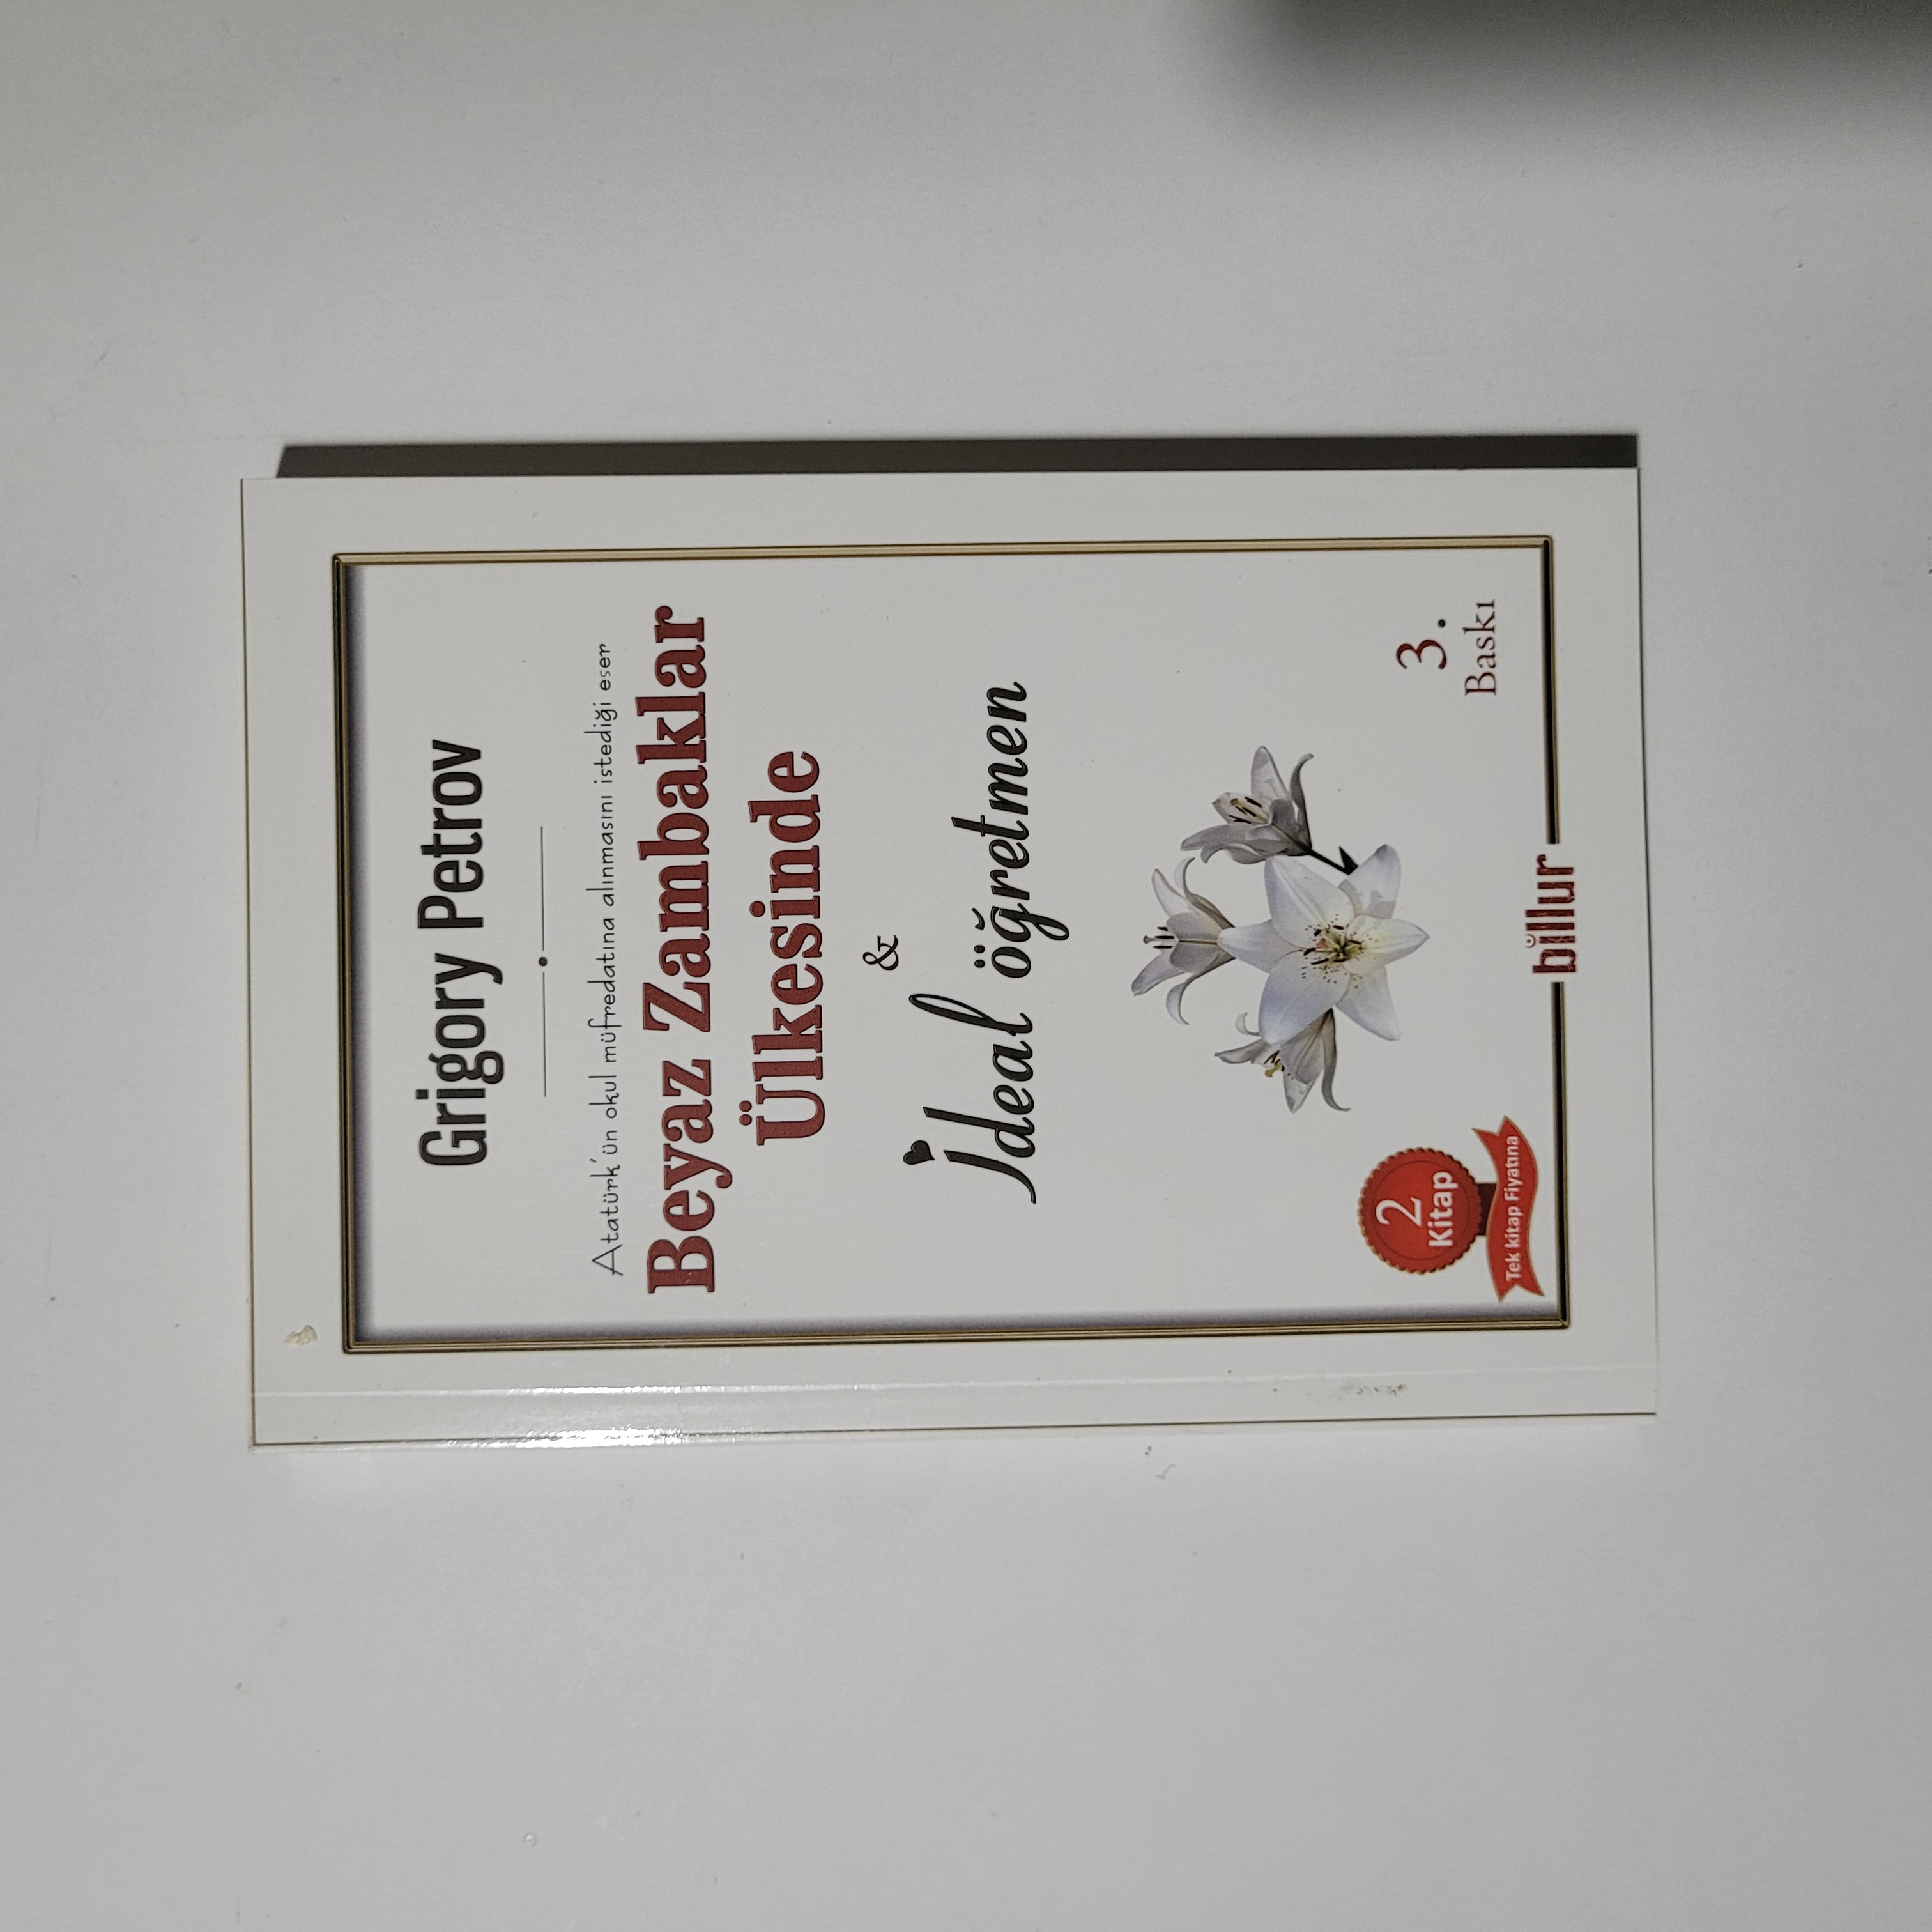 Grigory Petrov
Atatürk'ün okul müfredatına alınmasını istediği eser
Beyaz Zambaklar
Ülkesinde
&
İdeal öğretmen
3.
Baskı
2
Kitap
Tek kitap Fiyatına
billur